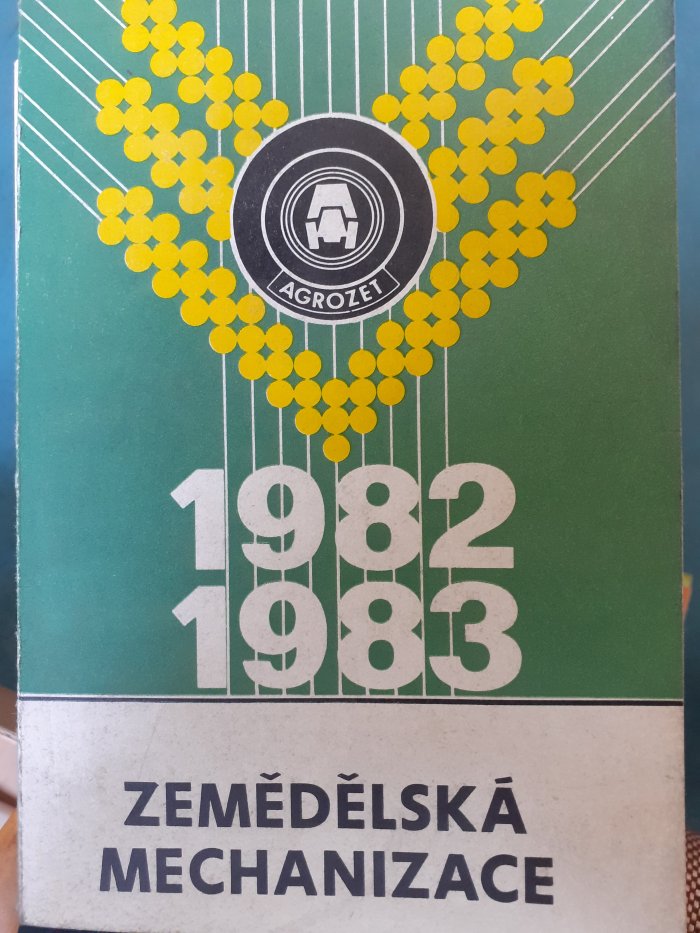 AGROZET
1982
1983
ZEMĚDĚLSKÁ
MECHANIZACE